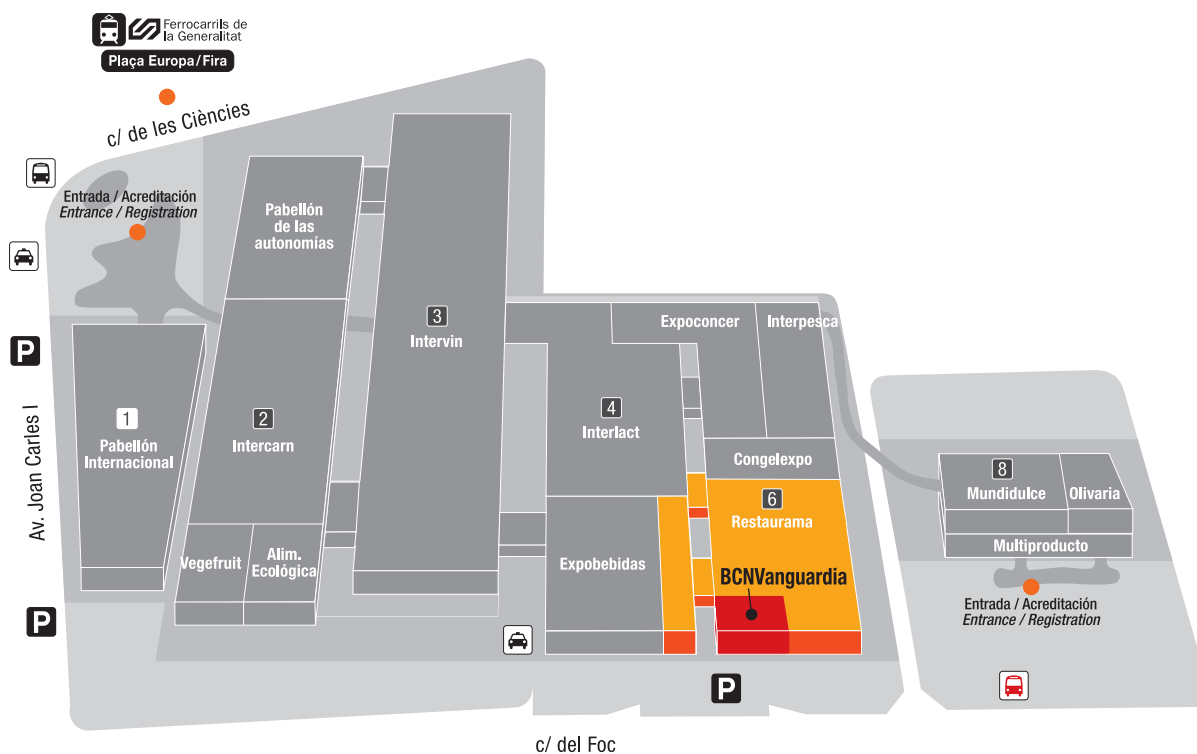 Ferrocarrils de
la Generalitat
Plaça Europa/Fira
c/ de les Ciències
Entrada / Acreditación
Entrance / Registration
Pabellón
de las
autonomías
3
Intervin
Expoconcer
Interpesca
P
Av. Joan Carles I
1
Pabellón
Internacional
2
Intercarn
4
Interlact
Congelexpo
8
Mundidulce
Olivaria
6
Restaurama
Multiproducto
Vegefruit
Alim.
Ecológica
Expobebidas
BCNVanguardia
Entrada / Acreditación
Entrance / Registration
P
P
c/ del Foc